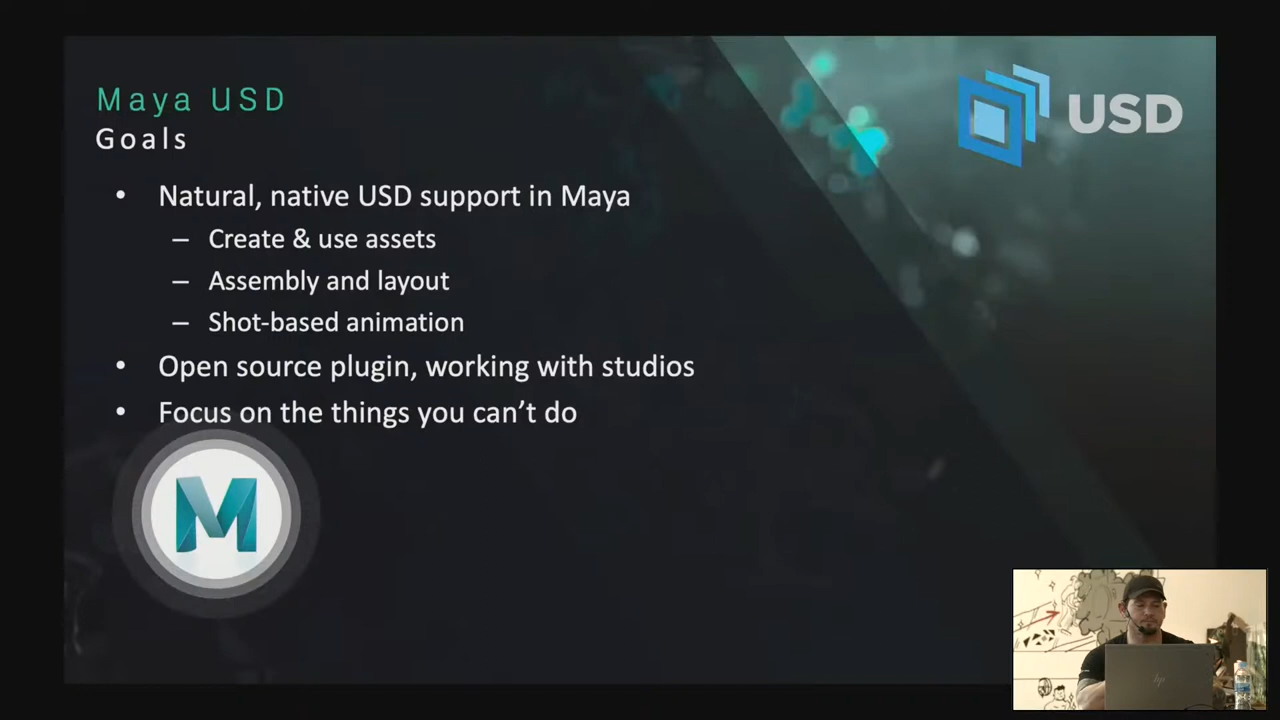 Maya USD
Goals
USD
• Natural, native USD support in Maya
– Create & use assets
– Assembly and layout
– Shot-based animation
• Open source plugin, working with studios
• Focus on the things you can't do
M
hp